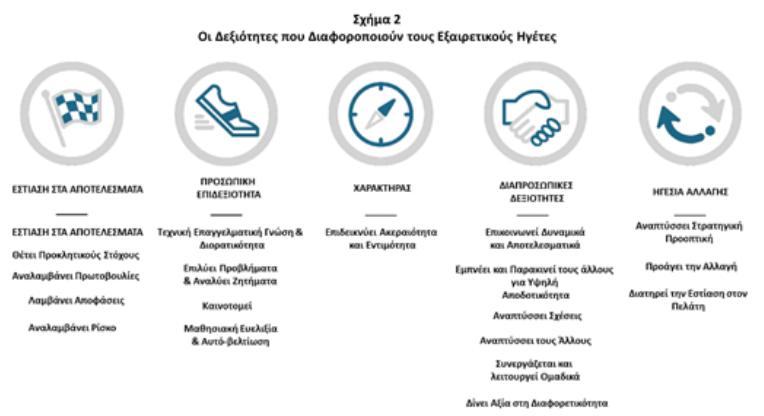 Σχήμα 2
Οι Δεξιότητες που Διαφοροποιούν τους Εξαιρετικούς Ηγέτες
ΕΣΤΙΑΣΗ ΣΤΑ ΑΠΟΤΕΛΕΣΜΑΤΑ
ΕΣΤΙΑΣΗ ΣΤΑ ΑΠΟΤΕΛΕΣΜΑΤΑ
Θέτει Προκλητικούς Στόχους
Αναλαμβάνει Πρωτοβουλίες
Λαμβάνει Αποφάσεις
Αναλαμβάνει Ρίσκο
ΠΡΟΣΩΠΙΚΗ
ΕΠΙΔΕΞΙΟΤΗΤΑ
Τεχνική Επαγγελματική Γνώση &
Διορατικότητα
Επιλύει Προβλήματα
& Αναλύει Ζητήματα
Καινοτομεί
Μαθησιακή Ευελιξία
& Αυτό-βελτίωση
ΧΑΡΑΚΤΗΡΑΣ
Επιδεικνύει Ακεραιότητα
και Εντιμότητα
ΔΙΑΠΡΟΣΩΠΙΚΕΣ
ΔΕΞΙΟΤΗΤΕΣ
Επικοινωνεί Δυναμικά
και Αποτελεσματικά
Εμπνέει και Παρακινεί τους άλλους
για Υψηλή
Αποδοτικότητα
Αναπτύσσει Σχέσεις
Αναπτύσσει τους Άλλους
Συνεργάζεται και
λειτουργεί Ομαδικά
Δίνει Αξία στη Διαφορετικότητα
ΗΓΕΣΙΑ ΑΛΛΑΓΗΣ
Αναπτύσσει Στρατηγική
Προοπτική
Προάγει την Αλλαγή
Διατηρεί την Εστίαση στον
Πελάτη